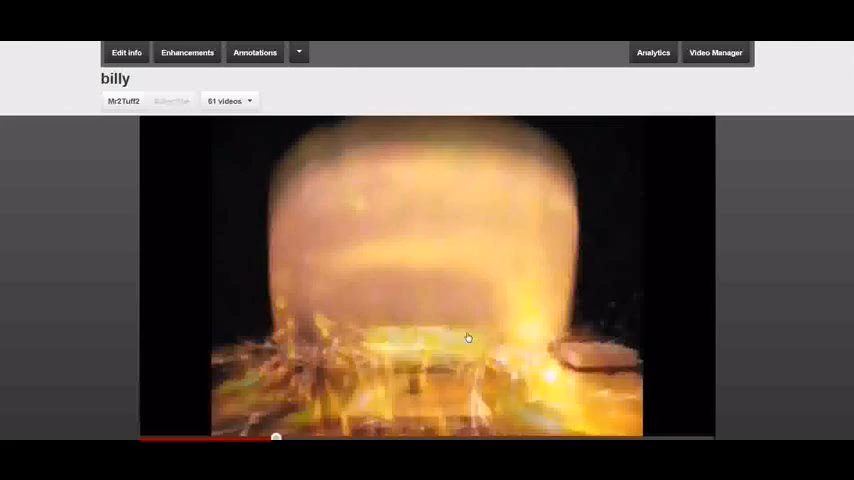 Edit info Enhancements Annotations Analytics Video Manager
billy
Mr2Tuff2 61 videos